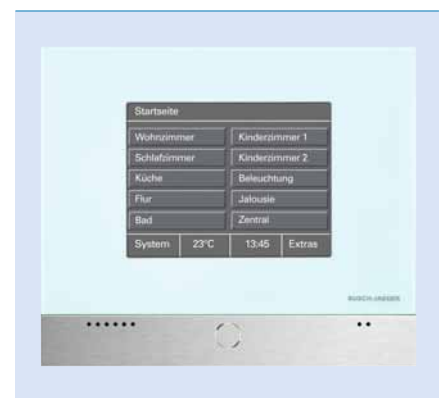 Startseite
Wohnzimmer Kinderzimmer 1
Schlafzimmer Kinderzimmer 2
Küche Beleuchtung
Flur Jalousie
Bad Zentral
System 23°C 13:45 Extras
BUSCH-JAEGER